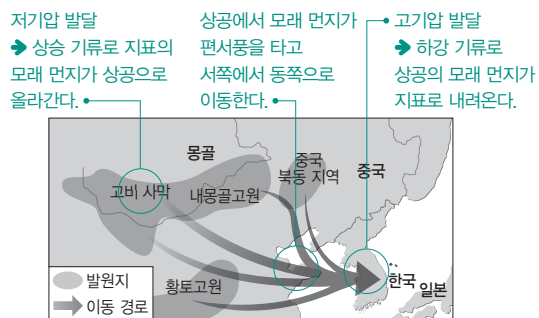 저기압 발달
➔ 상승 기류로 지표의
모래 먼지가 상공으로
올라간다.
상공에서 모래 먼지가
편서풍을 타고
서쪽에서 동쪽으로
이동한다.
고기압 발달
➔ 하강 기류로
상공의 모래 먼지가
지표로 내려온다.
몽골
중국
북동 지역
중국
고비 사막
내몽골고원
황토고원
한국
일본
발원지
이동 경로